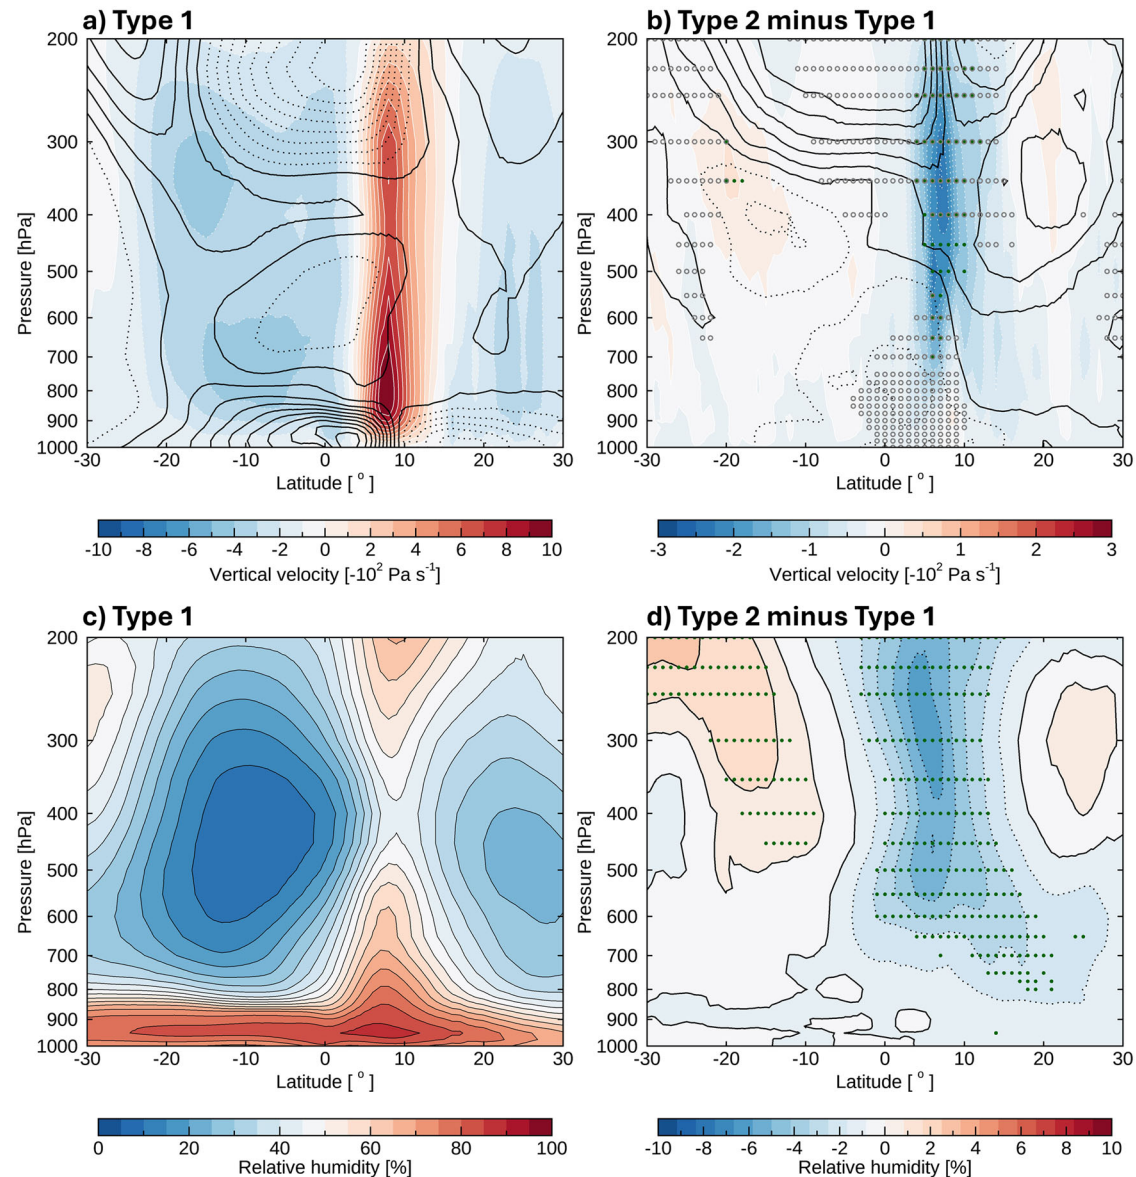 a) Type 1
b) Type 2 minus Type 1
200
300
400
500
600
700
800
900
1000
Pressure [hPa]
-30 -20 -10 0 10 20 30
Latitude [ o ]
200
300
400
500
600
700
800
900
1000
Pressure [hPa]
-30 -20 -10 0 10 20 30
Latitude [ o ]
-10 -8 -6 -4 -2 0 2 4 6 8 10
Vertical velocity [-10² Pa s⁻¹]
-3 -2 -1 0 1 2 3
Vertical velocity [-10² Pa s⁻¹]
c) Type 1
d) Type 2 minus Type 1
200
300
400
500
600
700
800
900
1000
Pressure [hPa]
-30 -20 -10 0 10 20 30
Latitude [ o ]
200
300
400
500
600
700
800
900
1000
Pressure [hPa]
-30 -20 -10 0 10 20 30
Latitude [ o ]
0 20 40 60 80 100
Relative humidity [%]
-10 -8 -6 -4 -2 0 2 4 6 8 10
Relative humidity [%]